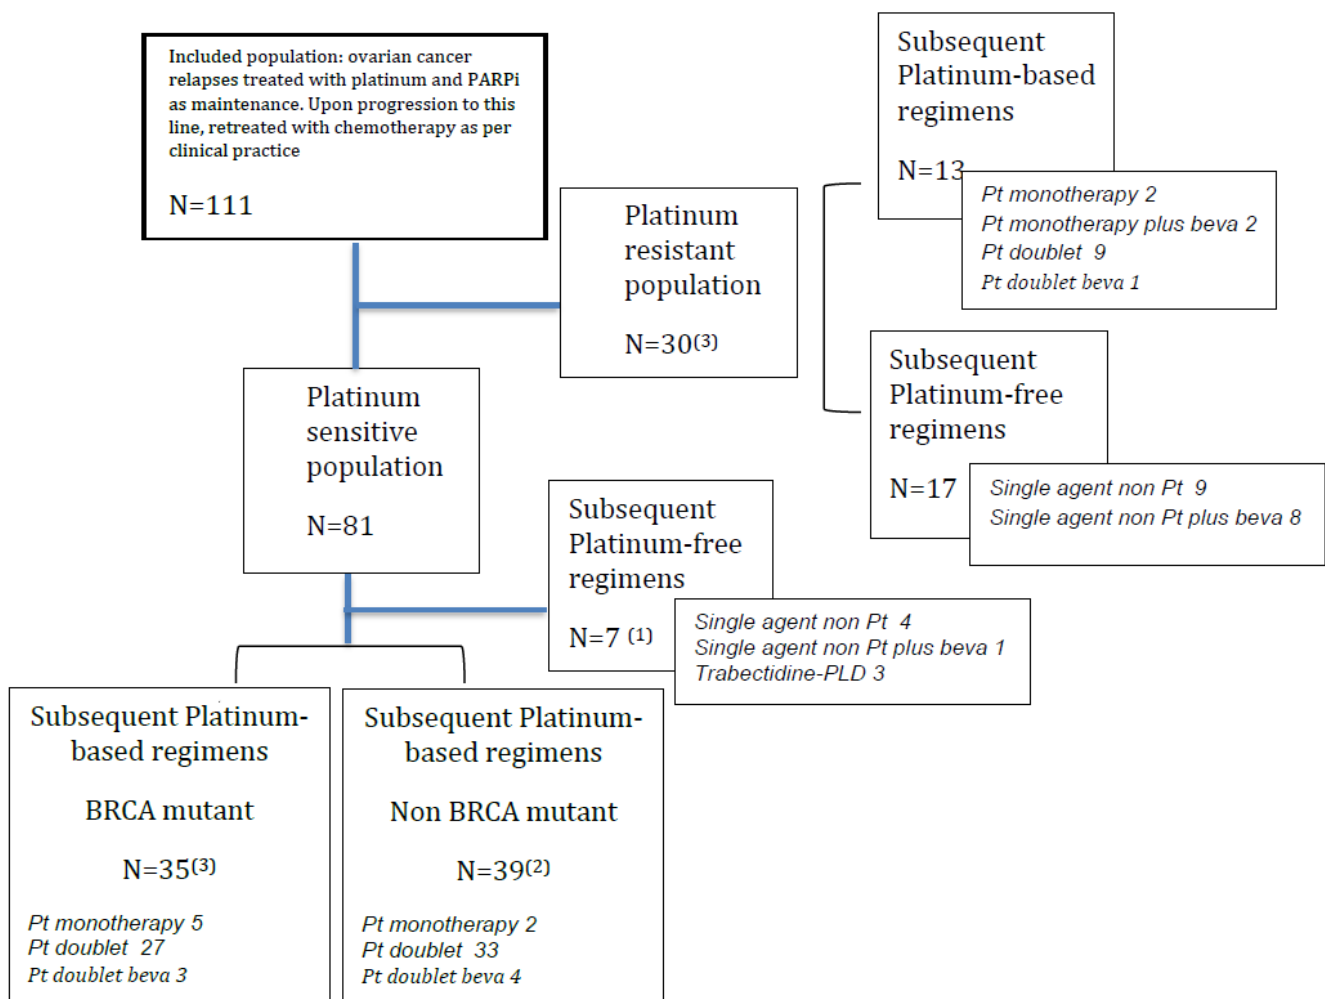 Included population: ovarian cancer
relapses treated with platinum and PARPi
as maintenance. Upon progression to this
line, retreated with chemotherapy as per
clinical practice
N=111
Platinum
resistant
population
N=30(3)
Subsequent
Platinum-based
regimens
N=13
Pt monotherapy 2
Pt monotherapy plus beva 2
Pt doublet 9
Pt doublet beva 1
Subsequent
Platinum-free
regimens
N=17
Single agent non Pt 9
Single agent non Pt plus beva 8
Platinum
sensitive
population
N=81
Subsequent
Platinum-free
regimens
N=7 (1)
Single agent non Pt 4
Single agent non Pt plus beva 1
Trabectidine-PLD 3
Subsequent Platinum-
based regimens
BRCA mutant
N=35(3)
Pt monotherapy 5
Pt doublet 27
Pt doublet beva 3
Subsequent Platinum-
based regimens
Non BRCA mutant
N=39(2)
Pt monotherapy 2
Pt doublet 33
Pt doublet beva 4